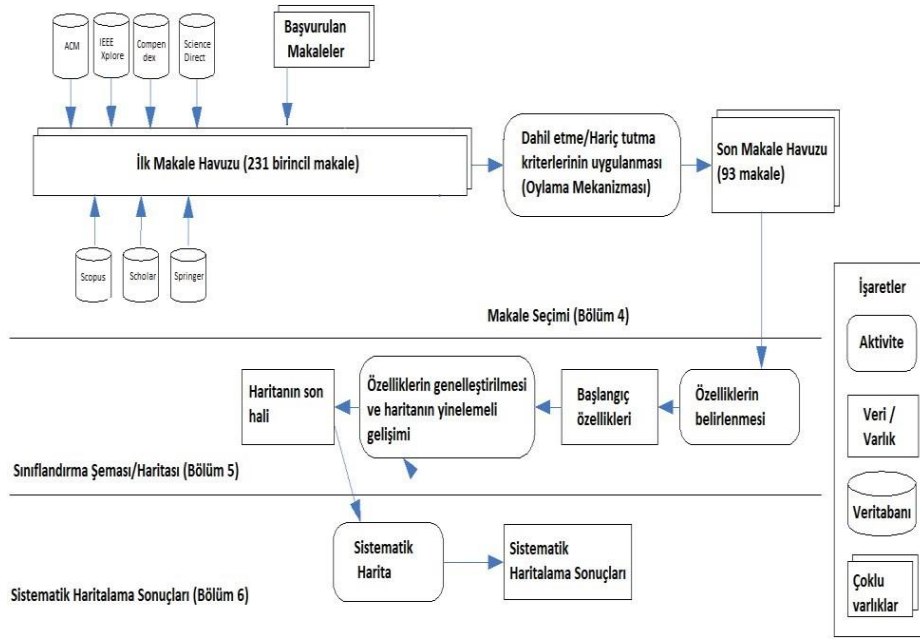 ACM
IEEE
Xplore
Compen
dex
Science
Direct
Başvurulan
Makaleler
İlk Makale Havuzu (231 birincil makale)
Dahil etme/Hariç tutma
kriterlerinin uygulanması
(Oylama Mekanizması)
Son Makale Havuzu
(93 makale)
Scopus
Scholar
Springer
Makale Seçimi (Bölüm 4)
Haritanın son
hali
Özelliklerin genelleştirilmesi
ve haritanın yinelemeli
gelişimi
Başlangıç
özellikleri
Özelliklerin
belirlenmesi
Sınıflandırma Şeması/Haritası (Bölüm 5)
Sistematik
Harita
Sistematik
Haritalama Sonuçları
Sistematik Haritalama Sonuçları (Bölüm 6)
İşaretler
Aktivite
Veri /
Varlık
Veritabanı
Çoklu
varlıklar